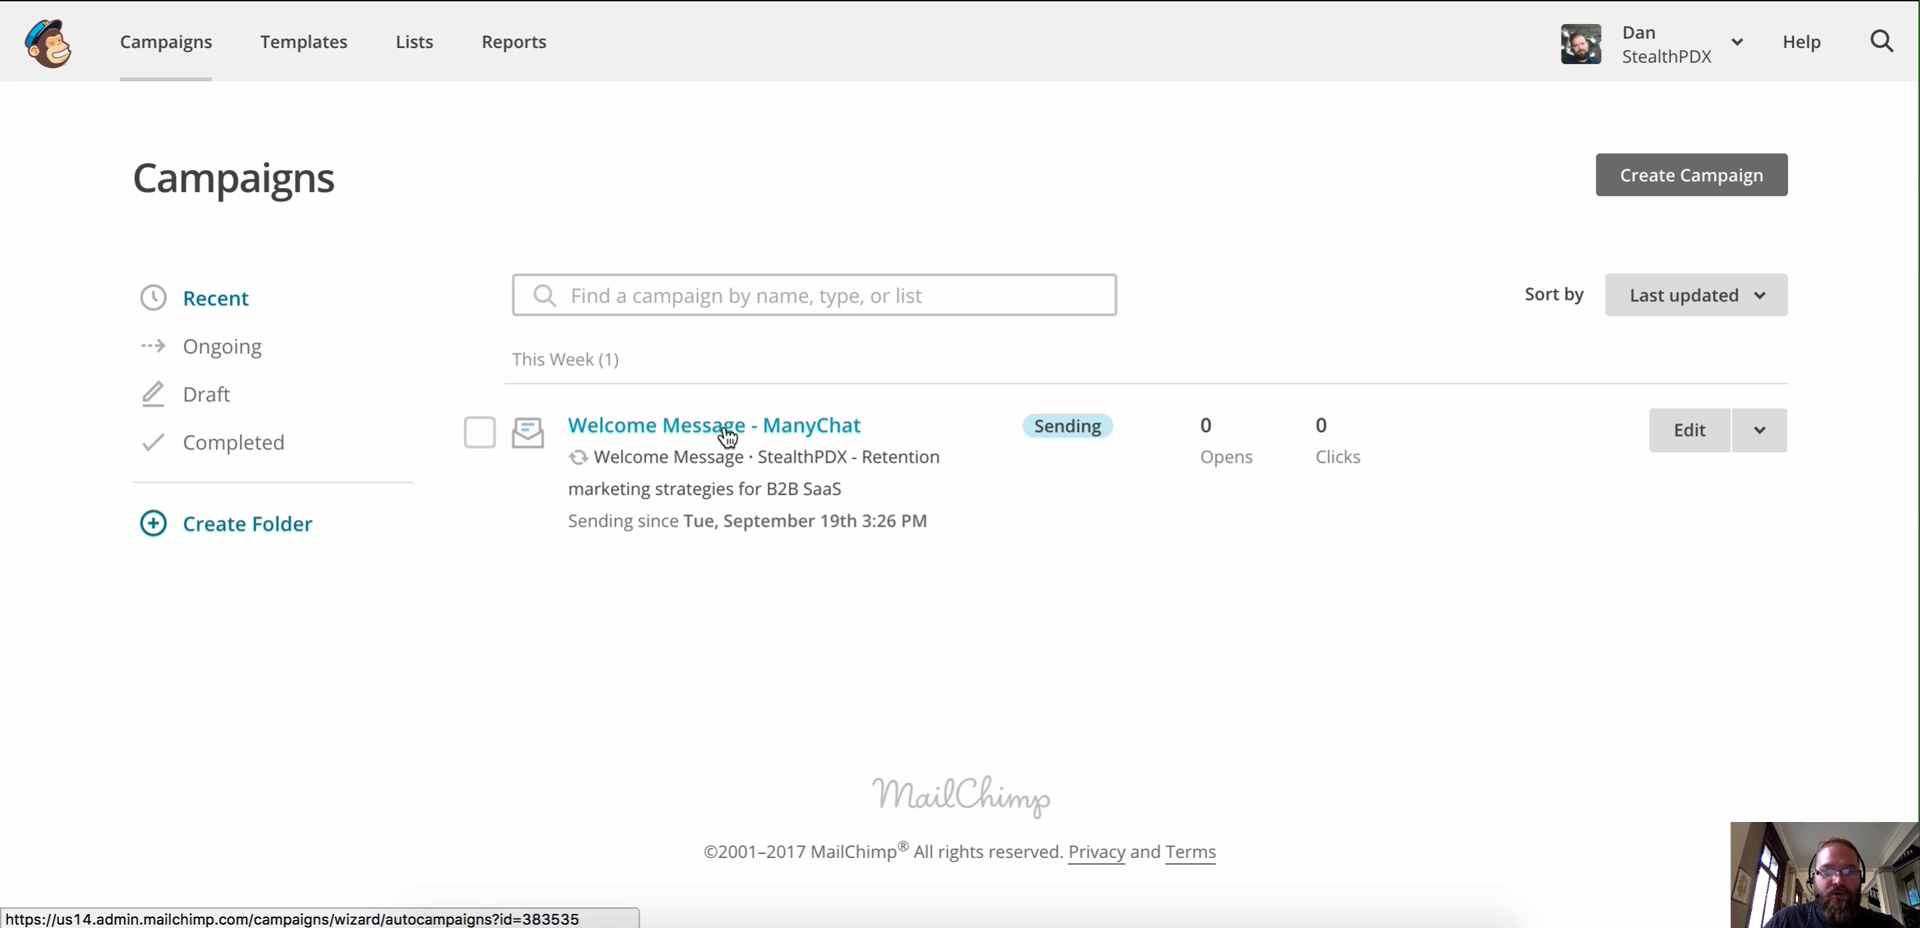 Campaigns
Templates
Lists
Reports
Dan
StealthPDX
Help
Campaigns
Create Campaign
Recent
Ongoing
Draft
Completed
Create Folder
Find a campaign by name, type, or list
Sort by
Last updated
This Week (1)
Welcome Message - ManyChat
Welcome Message · StealthPDX - Retention
marketing strategies for B2B SaaS
Sending since Tue, September 19th 3:26 PM
Sending
0
Opens
0
Clicks
Edit
MailChimp
©2001–2017 MailChimp® All rights reserved. Privacy and Terms
https://us14.admin.mailchimp.com/campaigns/wizard/autocampaigns?id=383535